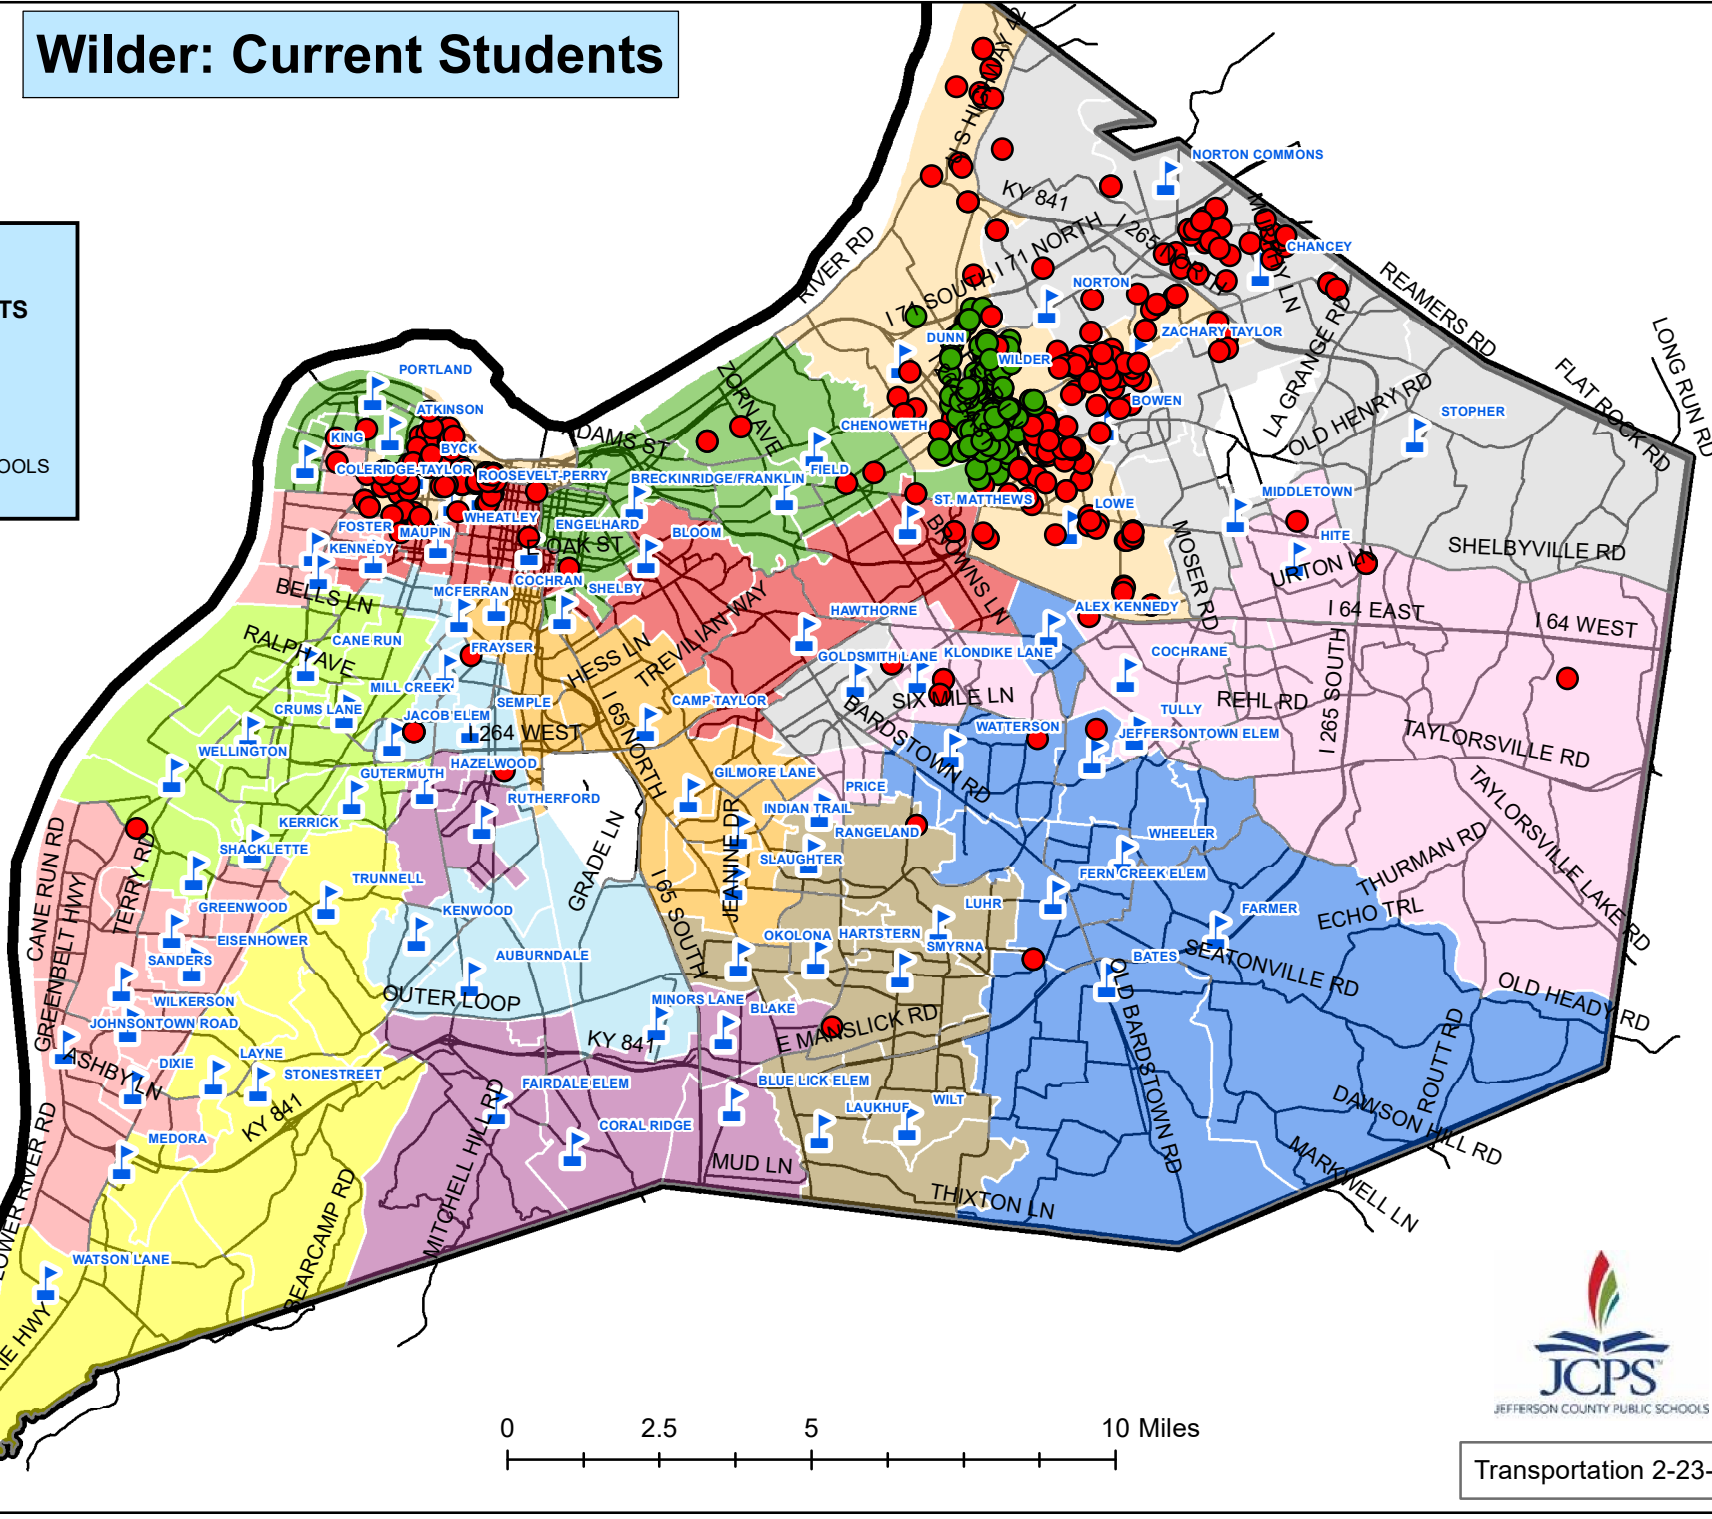 Wilder: Current Students
TS
OOLS
U S HIGHWAY 42
NORTON COMMONS
KY 841
MURPHY LN
I 265 NORTH
CHANCEY
I 71 NORTH
I 71 SOUTH
RIVER RD
NORTON
REAMERS RD
LONG RUN RD
ZACHARY TAYLOR
LA GRANGE RD
DUNN
WILDER
FLAT ROCK RD
PORTLAND
ZORN AVE
OLD HENRY RD
ATKINSON
BOWEN
STOPHER
KING
ADAMS ST
CHENOWETH
BYCK
COLERIDGE-TAYLOR
ROOSEVELT-PERRY
BRECKINRIDGE/FRANKLIN
FIELD
ST. MATTHEWS
LOWE
MIDDLETOWN
FOSTER
MAUPIN
WHEATLEY
ENGELHARD
BLOOM
BROWNS LN
MOSER RD
HITE
SHELBYVILLE RD
KENNEDY
E OAK ST
URTON LN
BELLS LN
MCFERRAN
COCHRAN
SHELBY
TREVILIAN WAY
HAWTHORNE
ALEX KENNEDY
I 64 EAST
I 64 WEST
RALPH AVE
CANE RUN
FRAYSER
HESS LN
GOLDSMITH LANE
KLONDIKE LANE
COCHRANE
I 265 SOUTH
MILL CREEK
SEMPLE
CAMP TAYLOR
SIX MILE LN
REHL RD
CRUMS LANE
JACOB ELEM
I 264 WEST
I 65 NORTH
BARDSTOWN RD
WATTERSON
TULLY
JEFFERSONTOWN ELEM
TAYLORSVILLE RD
WELLINGTON
GUTERMUTH
HAZELWOOD
GILMORE LANE
PRICE
RUTHERFORD
INDIAN TRAIL
RANGELAND
TAYLORSVILLE LAKE RD
KERRICK
SHACKLETTE
GRADE LN
JEANINE DR
SLAUGHTER
WHEELER
THURMAN RD
CANE RUN RD
TERRY RD
TRUNNELL
FERN CREEK ELEM
GREENBELT HWY
GREENWOOD
KENWOOD
I 65 SOUTH
LUHR
FARMER
ECHO TRL
EISENHOWER
OKOLONA
HARTSTERN
SMYRNA
SANDERS
AUBURNDALE
BATES
SEATONVILLE RD
OLD HEADY RD
WILKERSON
OUTER LOOP
MINORS LANE
BLAKE
JOHNSONTOWN ROAD
KY 841
E MANSLICK RD
OLD BARDSTOWN RD
ROUTT RD
ASHBY LN
DIXIE
LAYNE
STONESTREET
FAIRDALE ELEM
BLUE LICK ELEM
WILT
LAUKHUF
DAWSON HILL RD
KY 841
CORAL RIDGE
MEDORA
MITCHELL HILL RD
MUD LN
MARKWELL LN
LOWER RIVER RD
BEARCAMP RD
THIXTON LN
WATSON LANE
IE HWY
0 2.5 5 10 Miles
JCPS
JEFFERSON COUNTY PUBLIC SCHOOLS
Transportation 2-23-